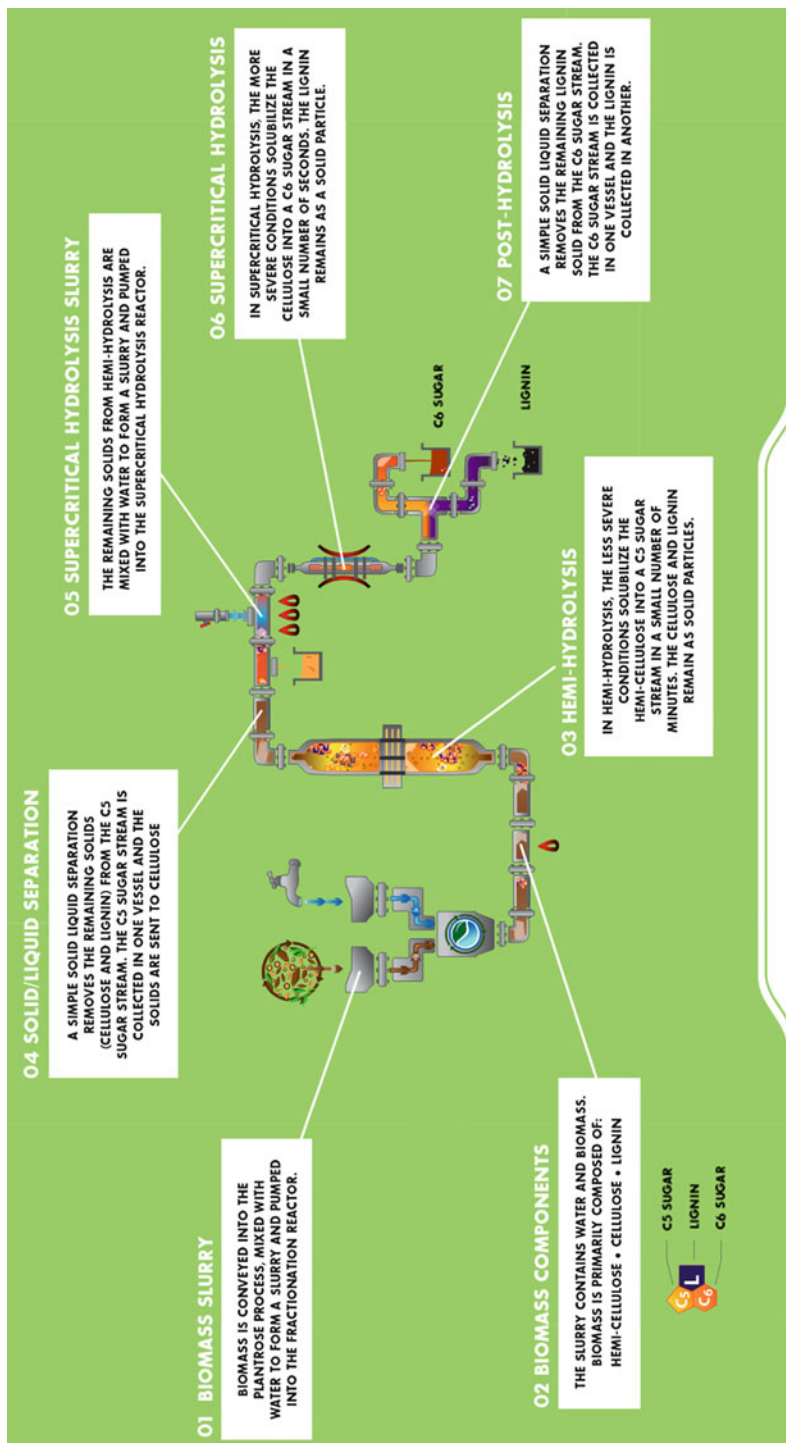 01 BIOMASS SLURRY
BIOMASS IS CONVEYED INTO THE
PLANTROSE PROCESS, MIXED WITH
WATER TO FORM A SLURRY AND PUMPED
INTO THE FRACTIONATION REACTOR.
02 BIOMASS COMPONENTS
THE SLURRY CONTAINS WATER AND BIOMASS.
BIOMASS IS PRIMARILY COMPOSED OF:
HEMI-CELLULOSE • CELLULOSE • LIGNIN
C5
L
C6
C5 SUGAR
LIGNIN
C6 SUGAR
03 HEMI-HYDROLYSIS
IN HEMI-HYDROLYSIS, THE LESS SEVERE
CONDITIONS SOLUBILIZE THE
HEMI-CELLULOSE INTO A C5 SUGAR
STREAM IN A SMALL NUMBER OF
MINUTES. THE CELLULOSE AND LIGNIN
REMAIN AS SOLID PARTICLES.
04 SOLID/LIQUID SEPARATION
A SIMPLE SOLID LIQUID SEPARATION
REMOVES THE REMAINING SOLIDS
(CELLULOSE AND LIGNIN) FROM THE C5
SUGAR STREAM. THE C5 SUGAR STREAM IS
COLLECTED IN ONE VESSEL AND THE
SOLIDS ARE SENT TO CELLULOSE
05 SUPERCRITICAL HYDROLYSIS SLURRY
THE REMAINING SOLIDS FROM HEMI-HYDROLYSIS ARE
MIXED WITH WATER TO FORM A SLURRY AND PUMPED
INTO THE SUPERCRITICAL HYDROLYSIS REACTOR.
06 SUPERCRITICAL HYDROLYSIS
IN SUPERCRITICAL HYDROLYSIS, THE MORE
SEVERE CONDITIONS SOLUBILIZE THE
CELLULOSE INTO A C6 SUGAR STREAM IN A
SMALL NUMBER OF SECONDS. THE LIGNIN
REMAINS AS A SOLID PARTICLE.
07 POST-HYDROLYSIS
A SIMPLE SOLID LIQUID SEPARATION
REMOVES THE REMAINING LIGNIN
SOLID FROM THE C6 SUGAR STREAM.
THE C6 SUGAR STREAM IS COLLECTED
IN ONE VESSEL AND THE LIGNIN IS
COLLECTED IN ANOTHER.
C6 SUGAR
LIGNIN